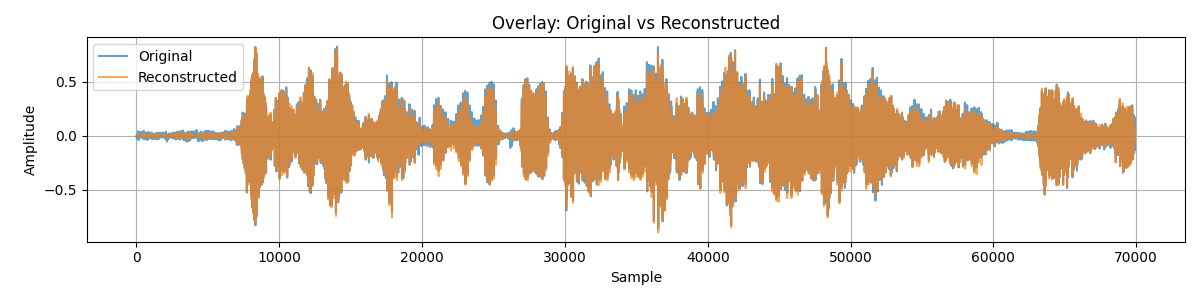 Overlay: Original vs Reconstructed
Original
Reconstructed
Amplitude
0.5
0.0
−0.5
0 10000 20000 30000 40000 50000 60000 70000
Sample